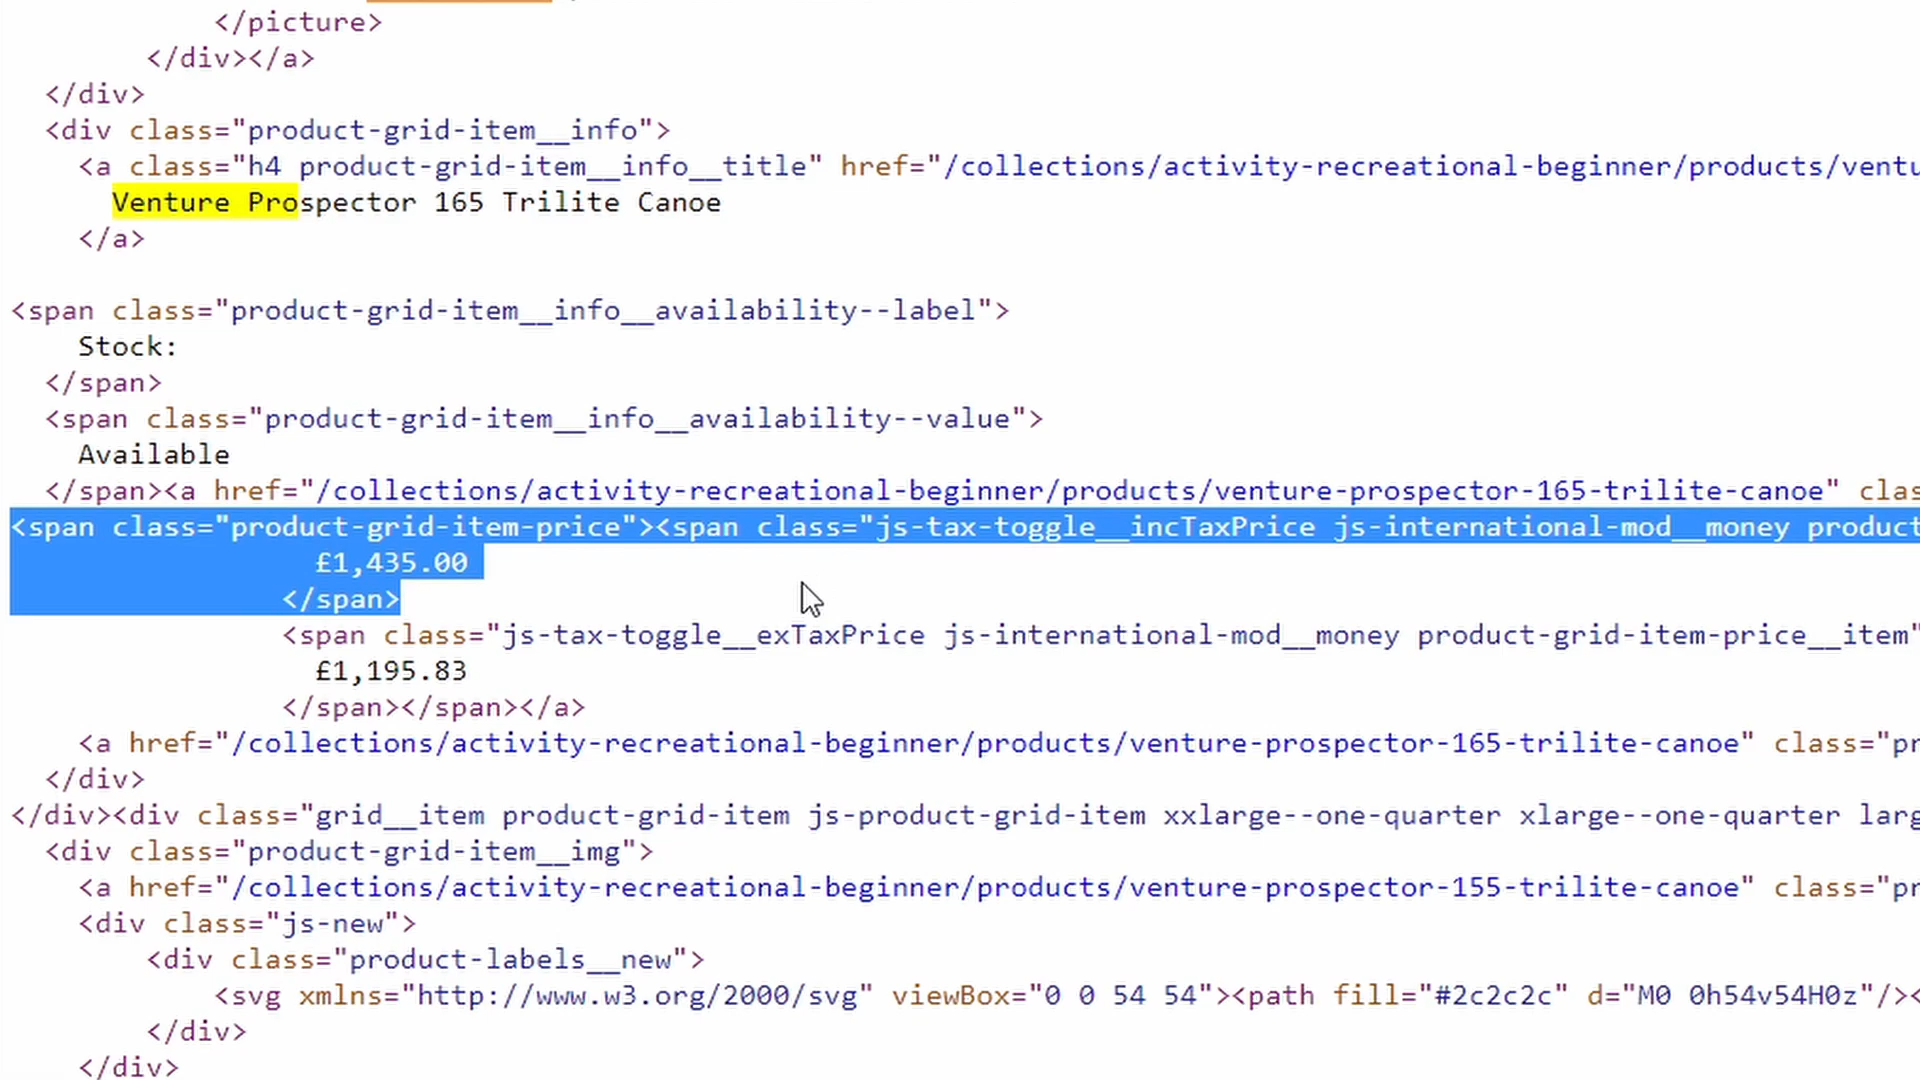 </picture>
</div></a>
</div>
<div class="product-grid-item__info">
<a class="h4 product-grid-item__info__title" href="/collections/activity-recreational-beginner/products/ventu
Venture Prospector 165 Trilite Canoe
</a>
<span class="product-grid-item__info__availability--label">
Stock:
</span>
<span class="product-grid-item__info__availability--value">
Available
</span><a href="/collections/activity-recreational-beginner/products/venture-prospector-165-trilite-canoe" clas
<span class="product-grid-item-price"><span class="js-tax-toggle__incTaxPrice js-international-mod__money product
£1,435.00
</span>
<span class="js-tax-toggle__exTaxPrice js-international-mod__money product-grid-item-price__item"
£1,195.83
</span></span></a>
<a href="/collections/activity-recreational-beginner/products/venture-prospector-165-trilite-canoe" class="pr
</div>
</div><div class="grid__item product-grid-item js-product-grid-item xxlarge--one-quarter xlarge--one-quarter larg
<div class="product-grid-item__img">
<a href="/collections/activity-recreational-beginner/products/venture-prospector-155-trilite-canoe" class="pr
<div class="js-new">
<div class="product-labels__new">
<svg xmlns="http://www.w3.org/2000/svg" viewBox="0 0 54 54"><path fill="#2c2c2c" d="M0 0h54v54H0z"/><
</div>
</div>